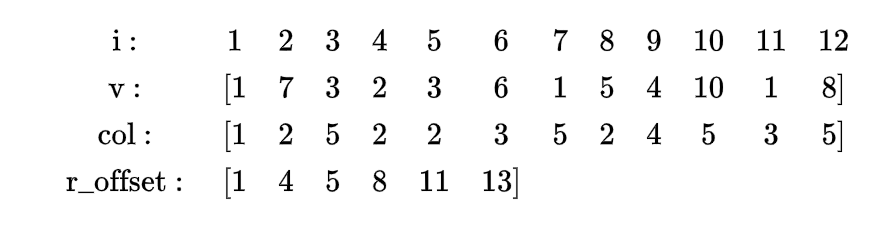 i : 1 2 3 4 5 6 7 8 9 10 11 12
v : [1 7 3 2 3 6 1 5 4 10 1 8]
col : [1 2 5 2 2 3 5 2 4 5 3 5]
r_offset : [1 4 5 8 11 13]